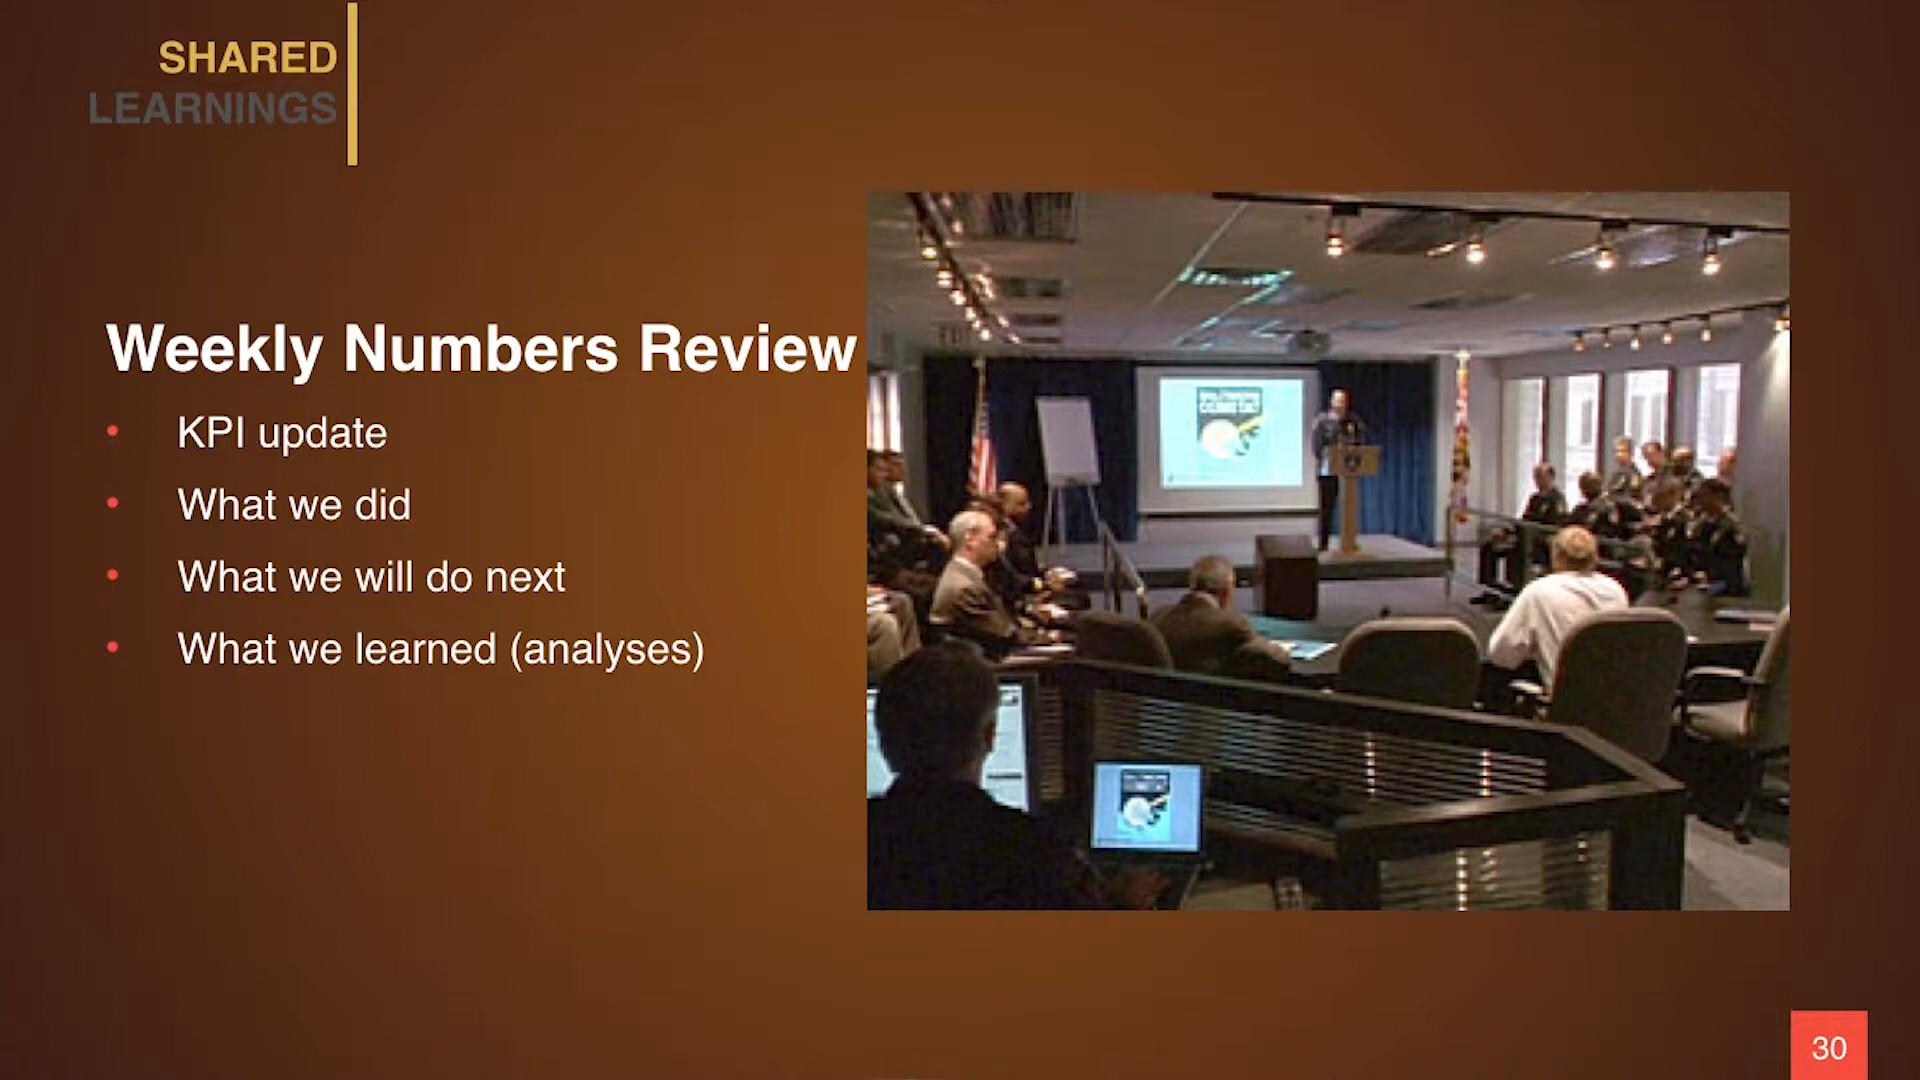 SHARED
LEARNINGS
Weekly Numbers Review
• KPI update
• What we did
• What we will do next
• What we learned (analyses)
30